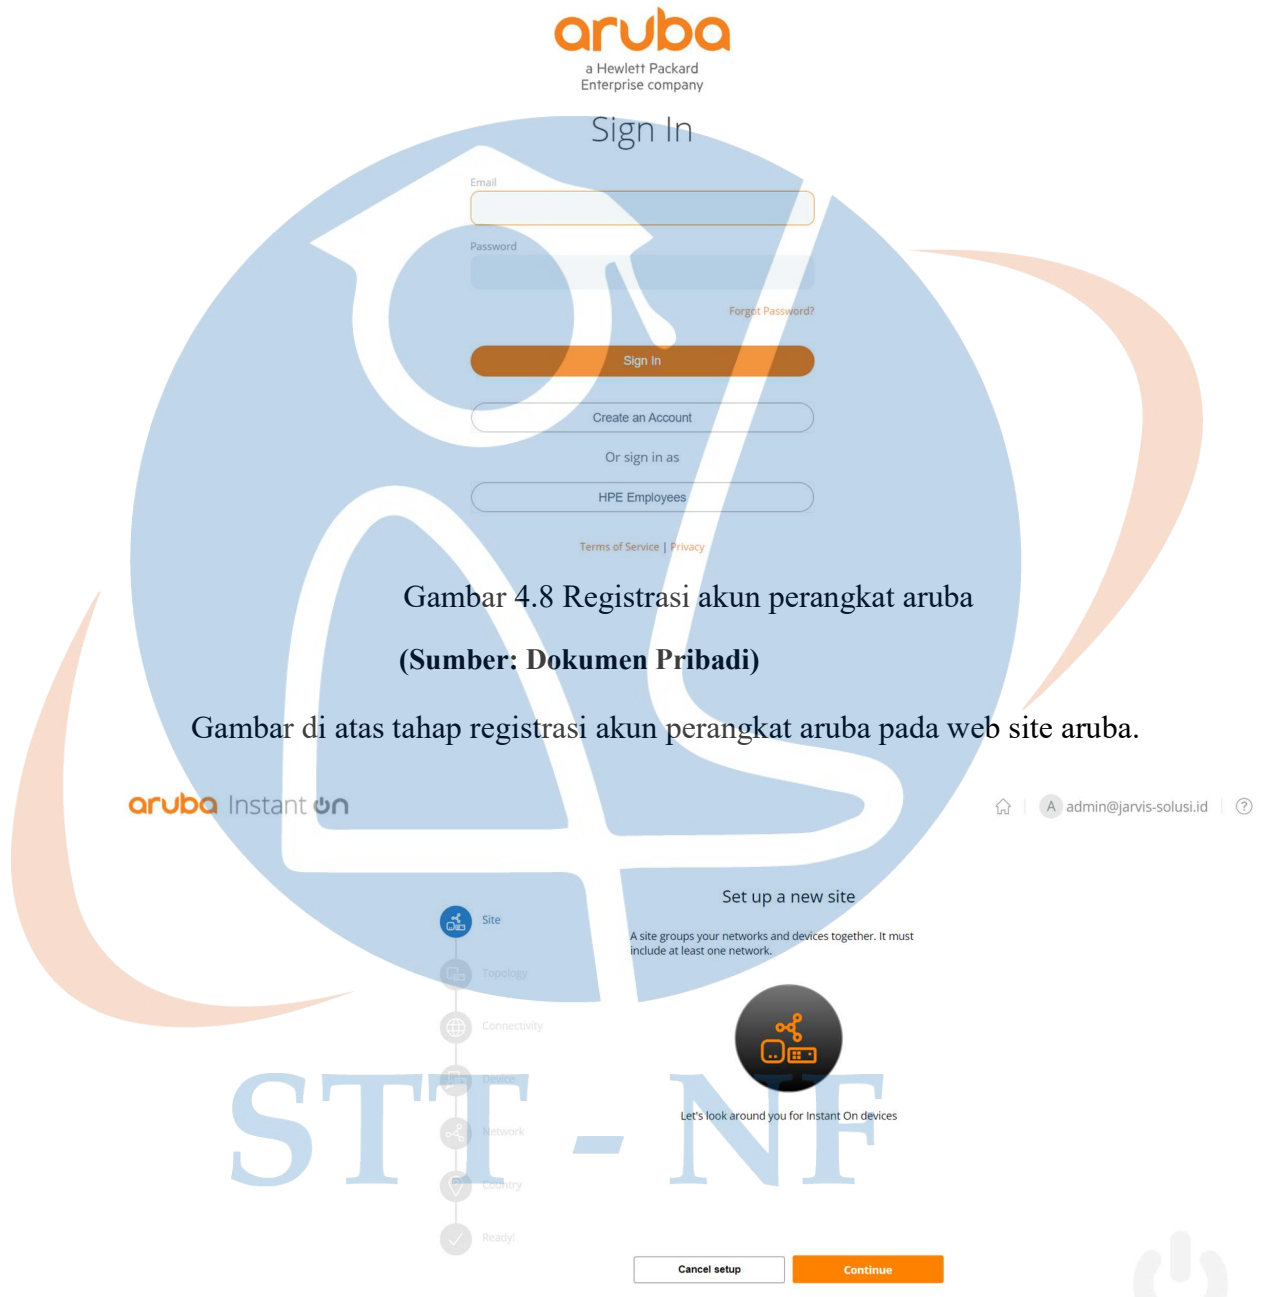 aruba
a Hewlett Packard
Enterprise company
Sign In
Email
Password
Forgot Password?
Sign In
Create an Account
Or sign in as
HPE Employees
Terms of Service | Privacy
Gambar 4.8 Registrasi akun perangkat aruba
(Sumber: Dokumen Pribadi)
Gambar di atas tahap registrasi akun perangkat aruba pada web site aruba.
aruba Instant on
A admin@jarvis-solusi.id ?
Set up a new site
Site
A site groups your networks and devices together. It must
include at least one network.
Topology
Connectivity
Device
Let's look around you for Instant On devices
Network
STT - NF
Country
Ready!
Cancel setup
Continue